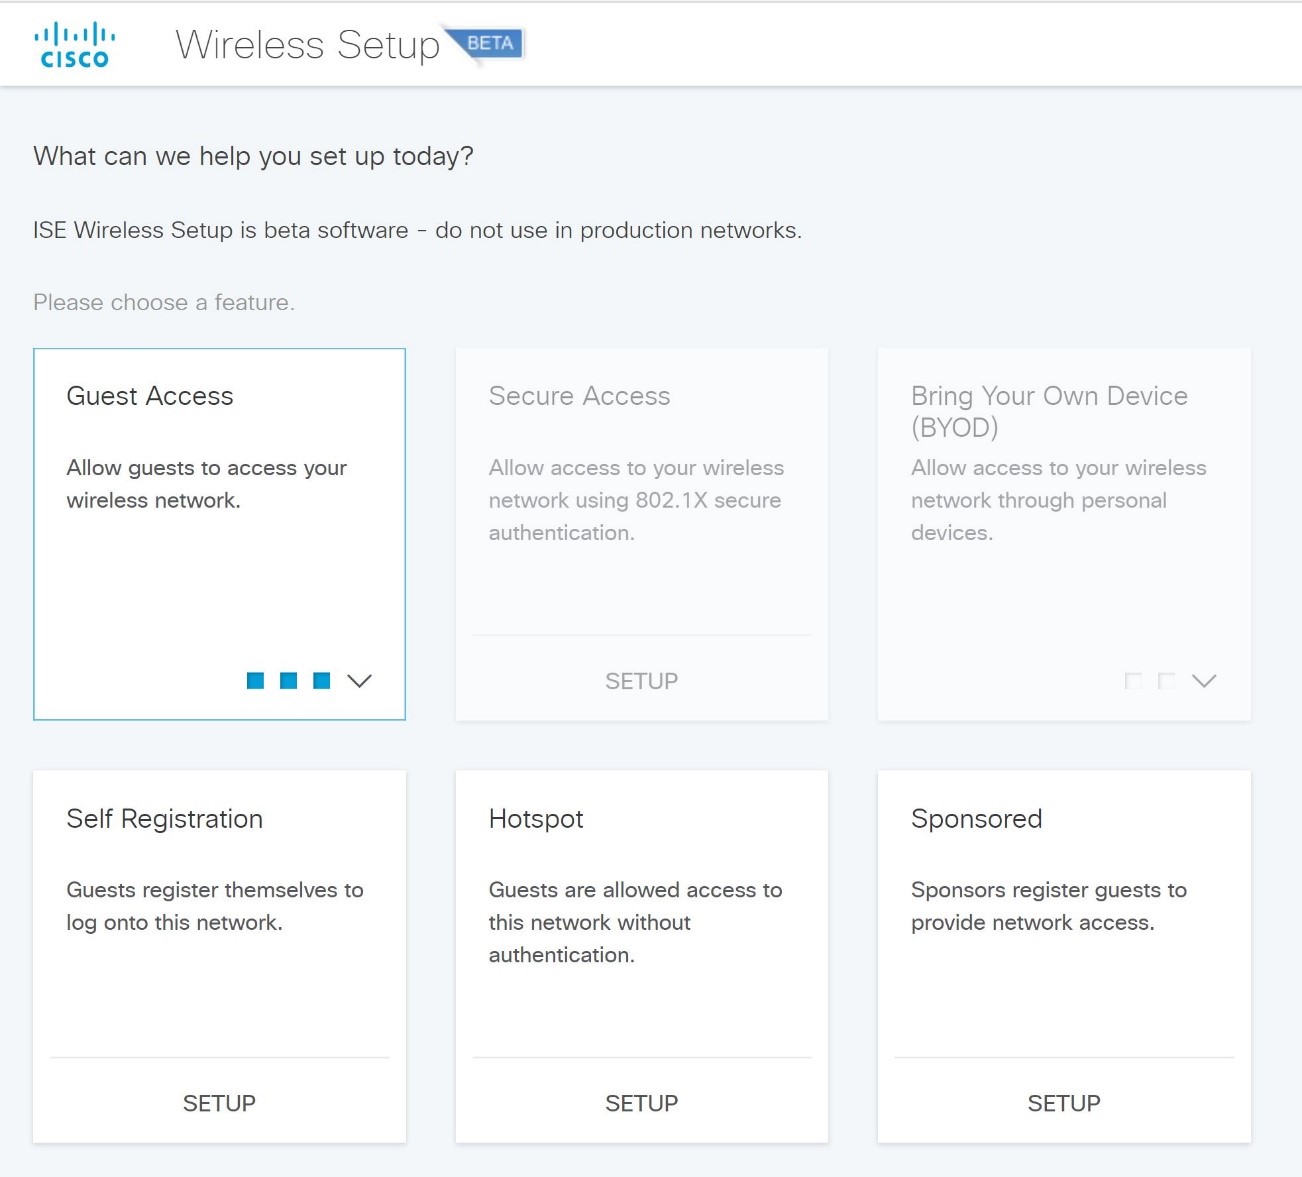 CISCO
Wireless Setup BETA
What can we help you set up today?
ISE Wireless Setup is beta software - do not use in production networks.
Please choose a feature.
Guest Access
Allow guests to access your
wireless network.
Secure Access
Allow access to your wireless
network using 802.1X secure
authentication.
SETUP
Bring Your Own Device
(BYOD)
Allow access to your wireless
network through personal
devices.
Self Registration
Guests register themselves to
log onto this network.
SETUP
Hotspot
Guests are allowed access to
this network without
authentication.
SETUP
Sponsored
Sponsors register guests to
provide network access.
SETUP